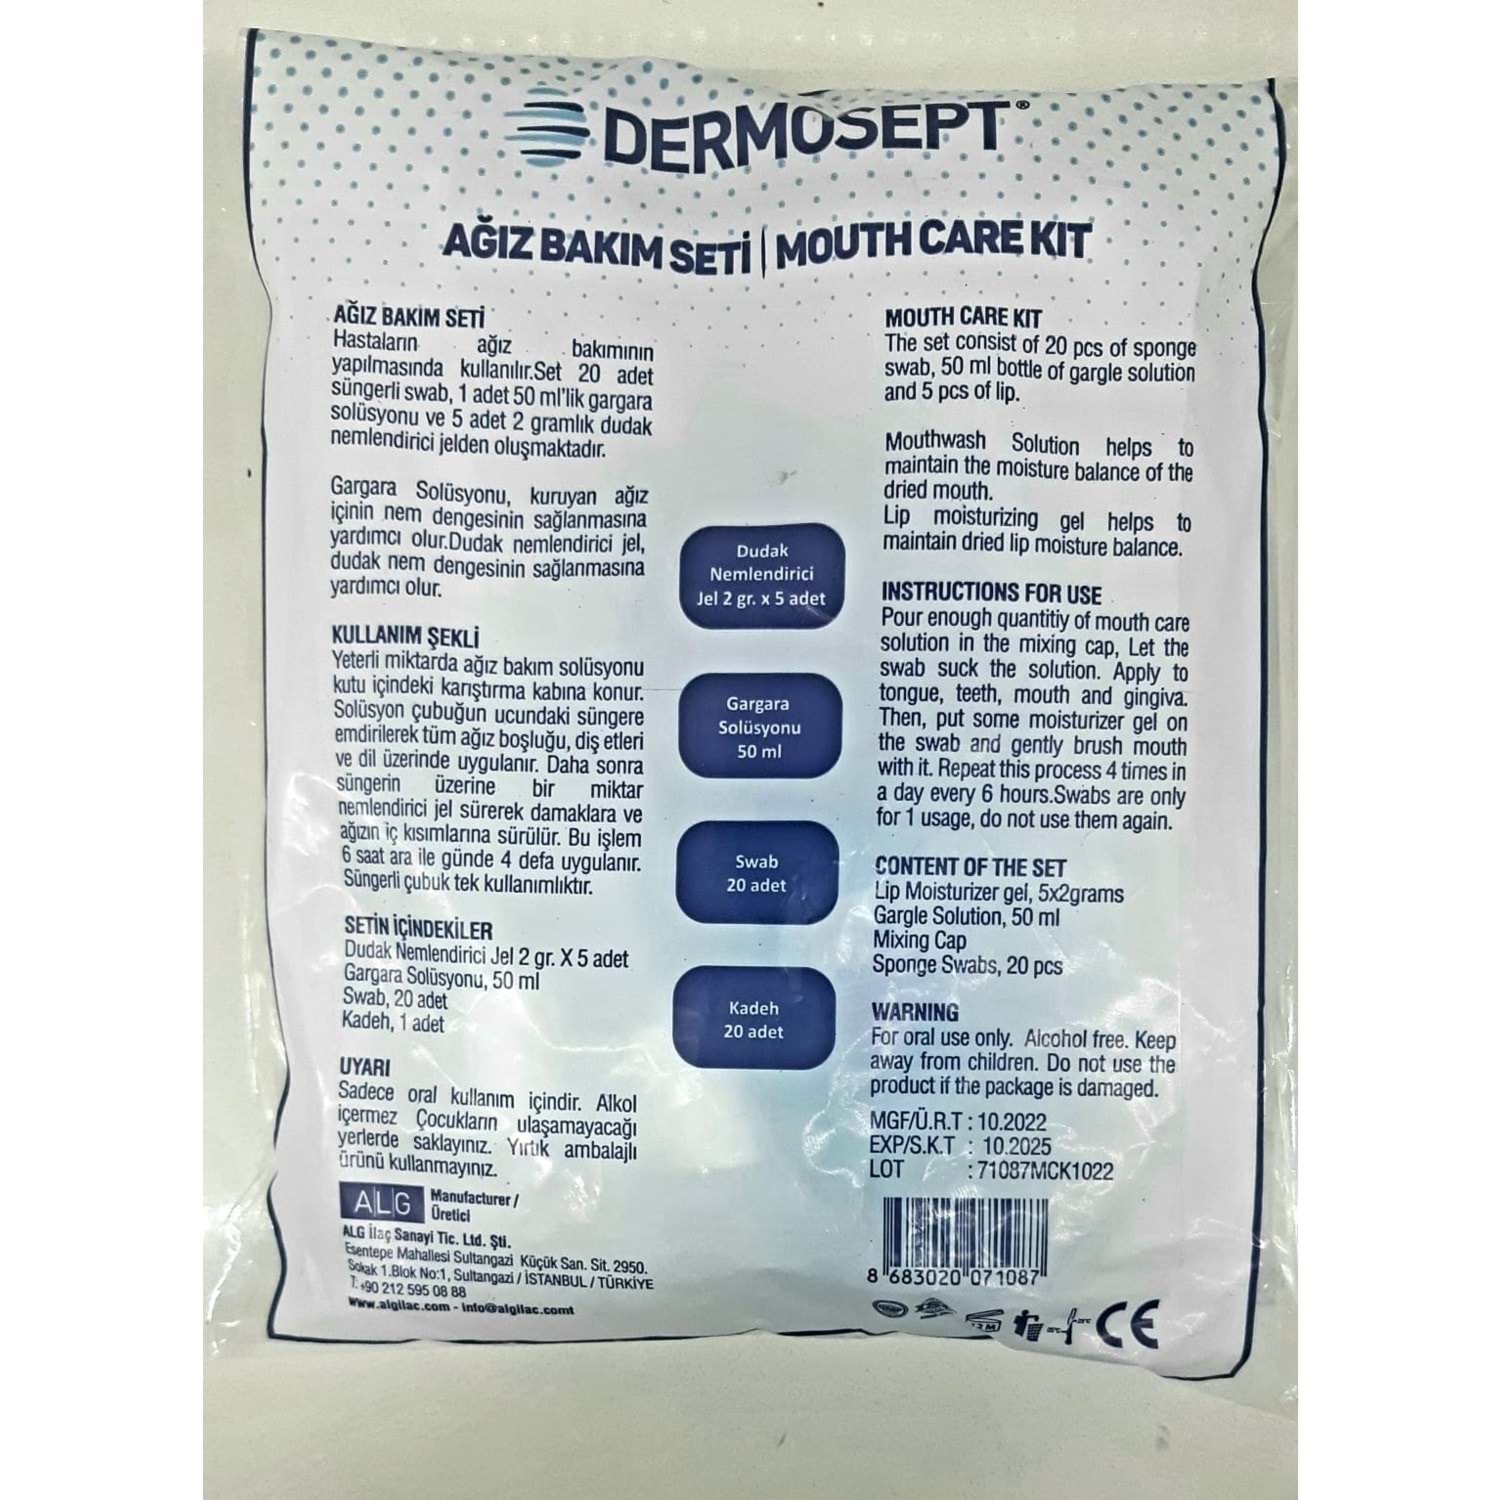 DERMOSEPT®
AĞIZ BAKIM SETİ | MOUTH CARE KIT
AĞIZ BAKİM SETİ
Hastaların ağız bakımının
yapılmasında kullanılır.Set 20 adet
süngerli swab, 1 adet 50 ml'lik gargara
solüsyonu ve 5 adet 2 gramlık dudak
nemlendirici jelden oluşmaktadır.
Gargara Solüsyonu, kuruyan ağız
içinin nem dengesinin sağlanmasına
yardımcı olur.Dudak nemlendirici jel,
dudak nem dengesinin sağlanmasına
yardımcı olur.
KULLANIM ŞEKLİ
Yeterli miktarda ağız bakım solüsyonu
kutu içindeki karıştırma kabına konur.
Solüsyon çubuğun ucundaki süngere
emdirilerek tüm ağız boşluğu, diş etleri
ve dil üzerinde uygulanır. Daha sonra
süngerin üzerine bir miktar
nemlendirici jel sürerek damaklara ve
ağızın iç kısımlarına sürülür. Bu işlem
6 saat ara ile günde 4 defa uygulanır.
Süngerli çubuk tek kullanımlıktır.
SETİN İÇİNDEKİLER
Dudak Nemlendirici Jel 2 gr. X 5 adet
Gargara Solüsyonu, 50 ml
Swab, 20 adet
Kadeh, 1 adet
UYARI
Sadece oral kullanım içindir. Alkol
içermez Çocukların ulaşamayacağı
yerlerde saklayınız. Yırtık ambalajlı
ürünü kullanmayınız.
ALG Manufacturer /
Üretici
ALG İlaç Sanayi Tic. Ltd. Şti.
Esentepe Mahallesi Sultangazi Küçük San. Sit. 2950.
Sokak 1.Blok No:1, Sultangazi / İSTANBUL / TÜRKİYE
T: +90 212 595 08 88
www.algilac.com - info@algilac.comt
Dudak
Nemlendirici
Jel 2 gr. x 5 adet
Gargara
Solüsyonu
50 ml
Swab
20 adet
Kadeh
20 adet
MOUTH CARE KIT
The set consist of 20 pcs of sponge
swab, 50 ml bottle of gargle solution
and 5 pcs of lip.
Mouthwash Solution helps to
maintain the moisture balance of the
dried mouth.
Lip moisturizing gel helps to
maintain dried lip moisture balance.
INSTRUCTIONS FOR USE
Pour enough quantitiy of mouth care
solution in the mixing cap, Let the
swab suck the solution. Apply to
tongue, teeth, mouth and gingiva.
Then, put some moisturizer gel on
the swab and gently brush mouth
with it. Repeat this process 4 times in
a day every 6 hours.Swabs are only
for 1 usage, do not use them again.
CONTENT OF THE SET
Lip Moisturizer gel, 5x2grams
Gargle Solution, 50 ml
Mixing Cap
Sponge Swabs, 20 pcs
WARNING
For oral use only. Alcohol free. Keep
away from children. Do not use the
product if the package is damaged.
MGF/Ü.R.T : 10.2022
EXP/S.K.T : 10.2025
LOT : 71087MCK1022
8 683020 071087
12 M
CE